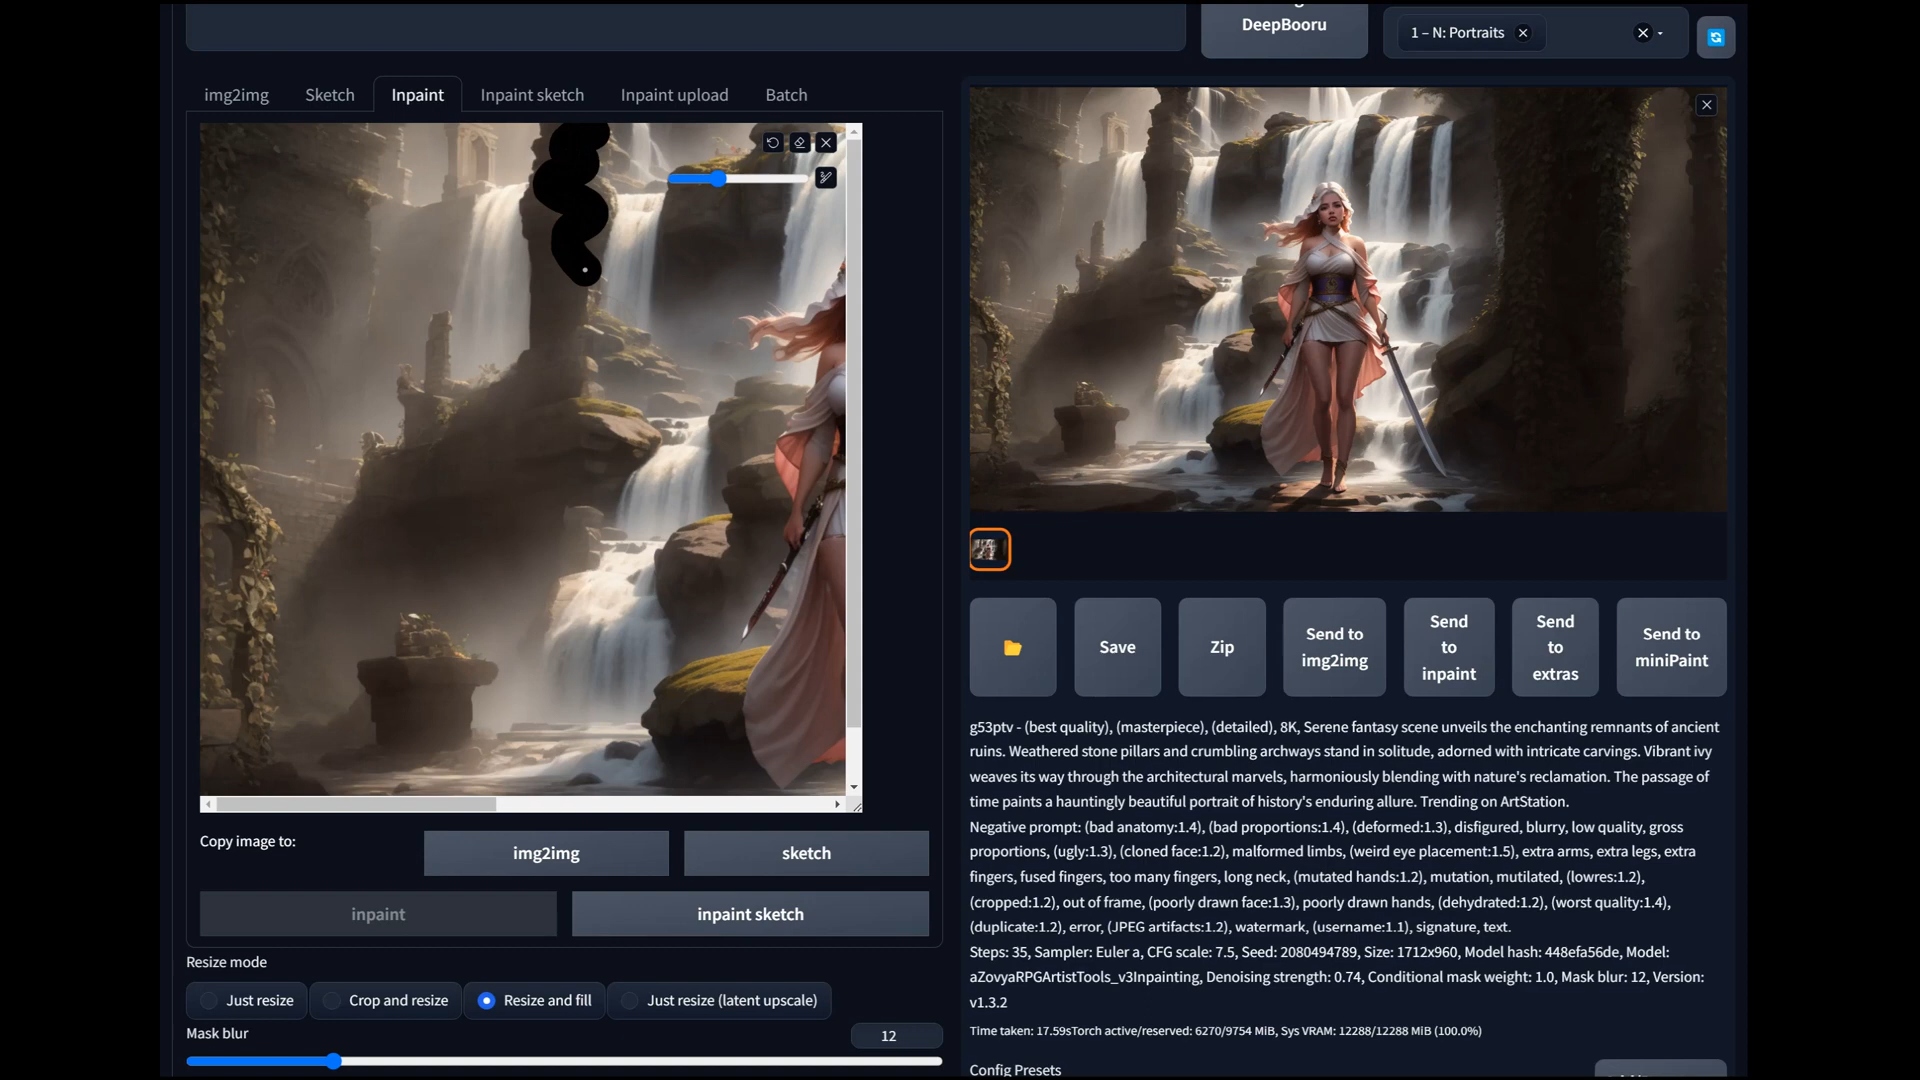 DeepBooru
1 – N: Portraits
img2img
Sketch
Inpaint
Inpaint sketch
Inpaint upload
Batch
Copy image to:
img2img
sketch
inpaint
inpaint sketch
Resize mode
Just resize
Crop and resize
Resize and fill
Just resize (latent upscale)
Mask blur
12
Save
Zip
Send to
img2img
Send
to
inpaint
Send
to
extras
Send to
miniPaint
g53ptv - (best quality), (masterpiece), (detailed), 8K, Serene fantasy scene unveils the enchanting remnants of ancient
ruins. Weathered stone pillars and crumbling archways stand in solitude, adorned with intricate carvings. Vibrant ivy
weaves its way through the architectural marvels, harmoniously blending with nature's reclamation. The passage of
time paints a hauntingly beautiful portrait of history's enduring allure. Trending on ArtStation.
Negative prompt: (bad anatomy:1.4), (bad proportions:1.4), (deformed:1.3), disfigured, blurry, low quality, gross
proportions, (ugly:1.3), (cloned face:1.2), malformed limbs, (weird eye placement:1.5), extra arms, extra legs, extra
fingers, fused fingers, too many fingers, long neck, (mutated hands:1.2), mutation, mutilated, (lowres:1.2),
(cropped:1.2), out of frame, (poorly drawn face:1.3), poorly drawn hands, (dehydrated:1.2), (worst quality:1.4),
(duplicate:1.2), error, (JPEG artifacts:1.2), watermark, (username:1.1), signature, text.
Steps: 35, Sampler: Euler a, CFG scale: 7.5, Seed: 2080494789, Size: 1712x960, Model hash: 448efa56de, Model:
aZovyaRPGArtistTools_v3Inpainting, Denoising strength: 0.74, Conditional mask weight: 1.0, Mask blur: 12, Version:
v1.3.2
Time taken: 17.59sTorch active/reserved: 6270/9754 MiB, Sys VRAM: 12288/12288 MiB (100.0%)
Config Presets